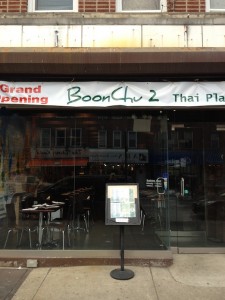 Grand
Opening
BoonChu 2 Thai Pla